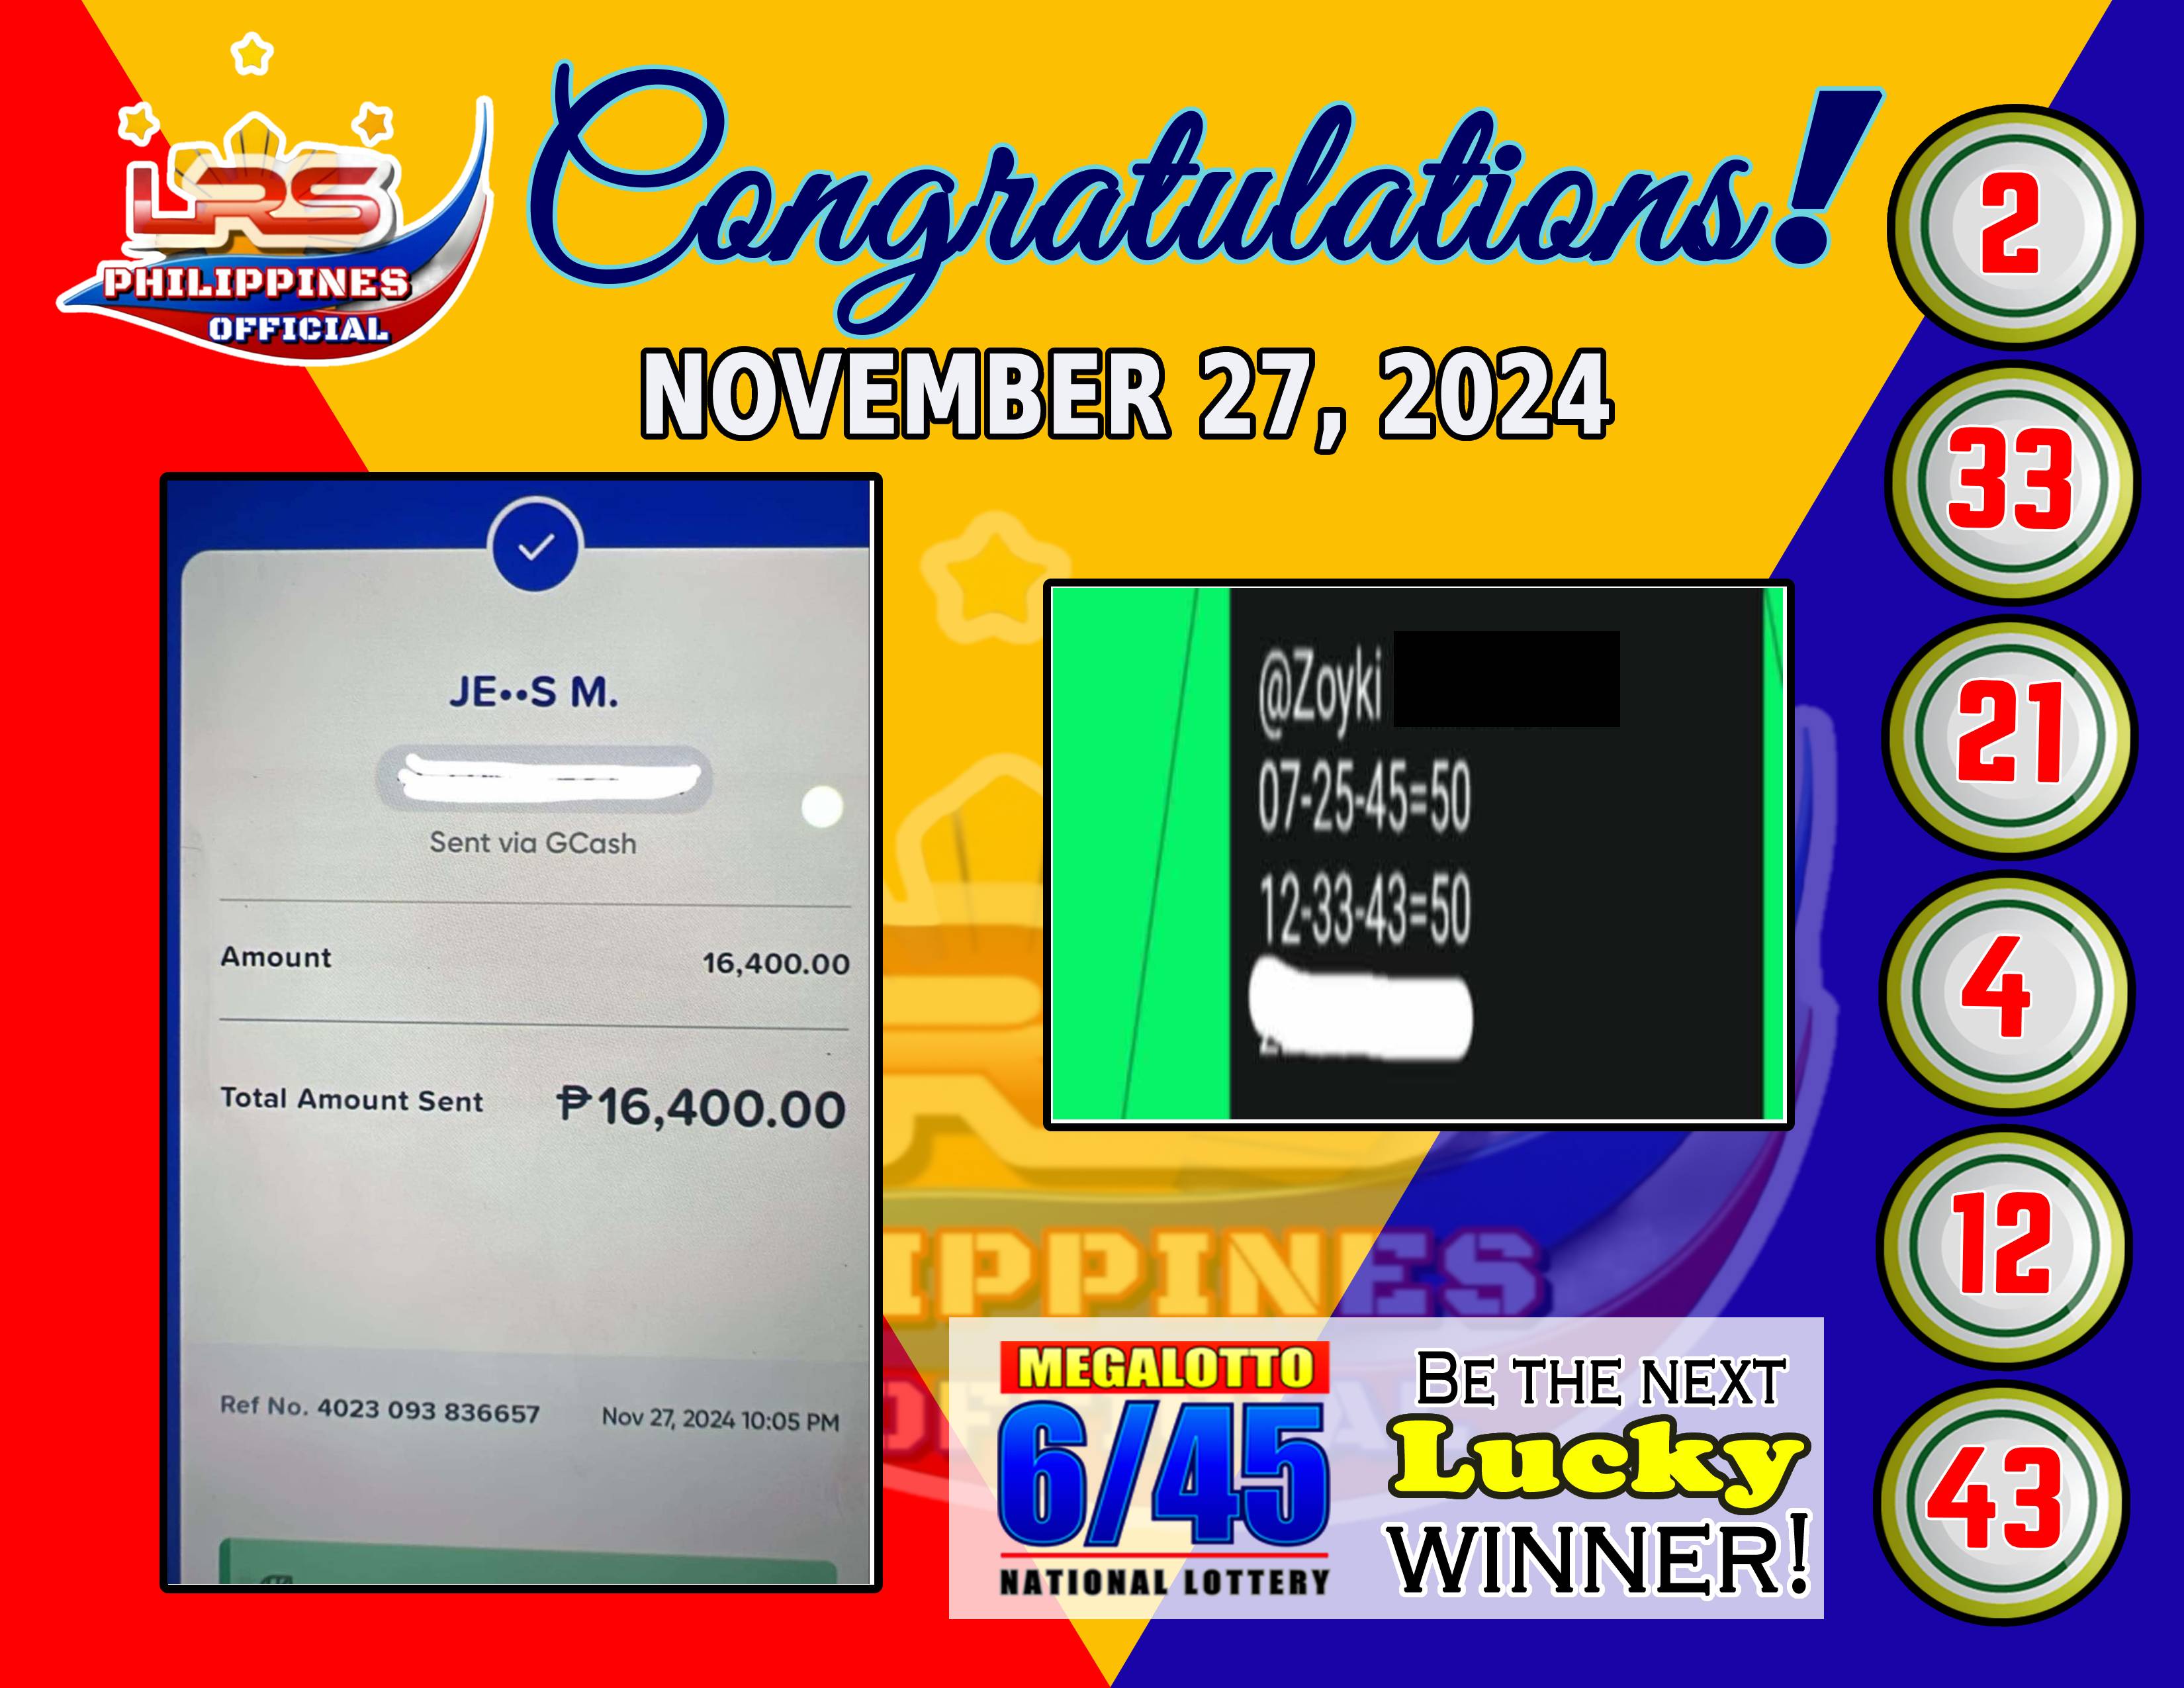 LRS
PHILIPPINES
OFFICIAL
Congratulations!
NOVEMBER 27, 2024
JE••S M.
Sent via GCash
Amount 16,400.00
Total Amount Sent ₱16,400.00
Ref No. 4023 093 836657 Nov 27, 2024 10:05 PM
@Zoyki
07-25-45=50
12-33-43=50
IPPINES
MEGALOTTO
6/45
NATIONAL LOTTERY
BE THE NEXT
Lucky
WINNER!
2
33
21
4
12
43